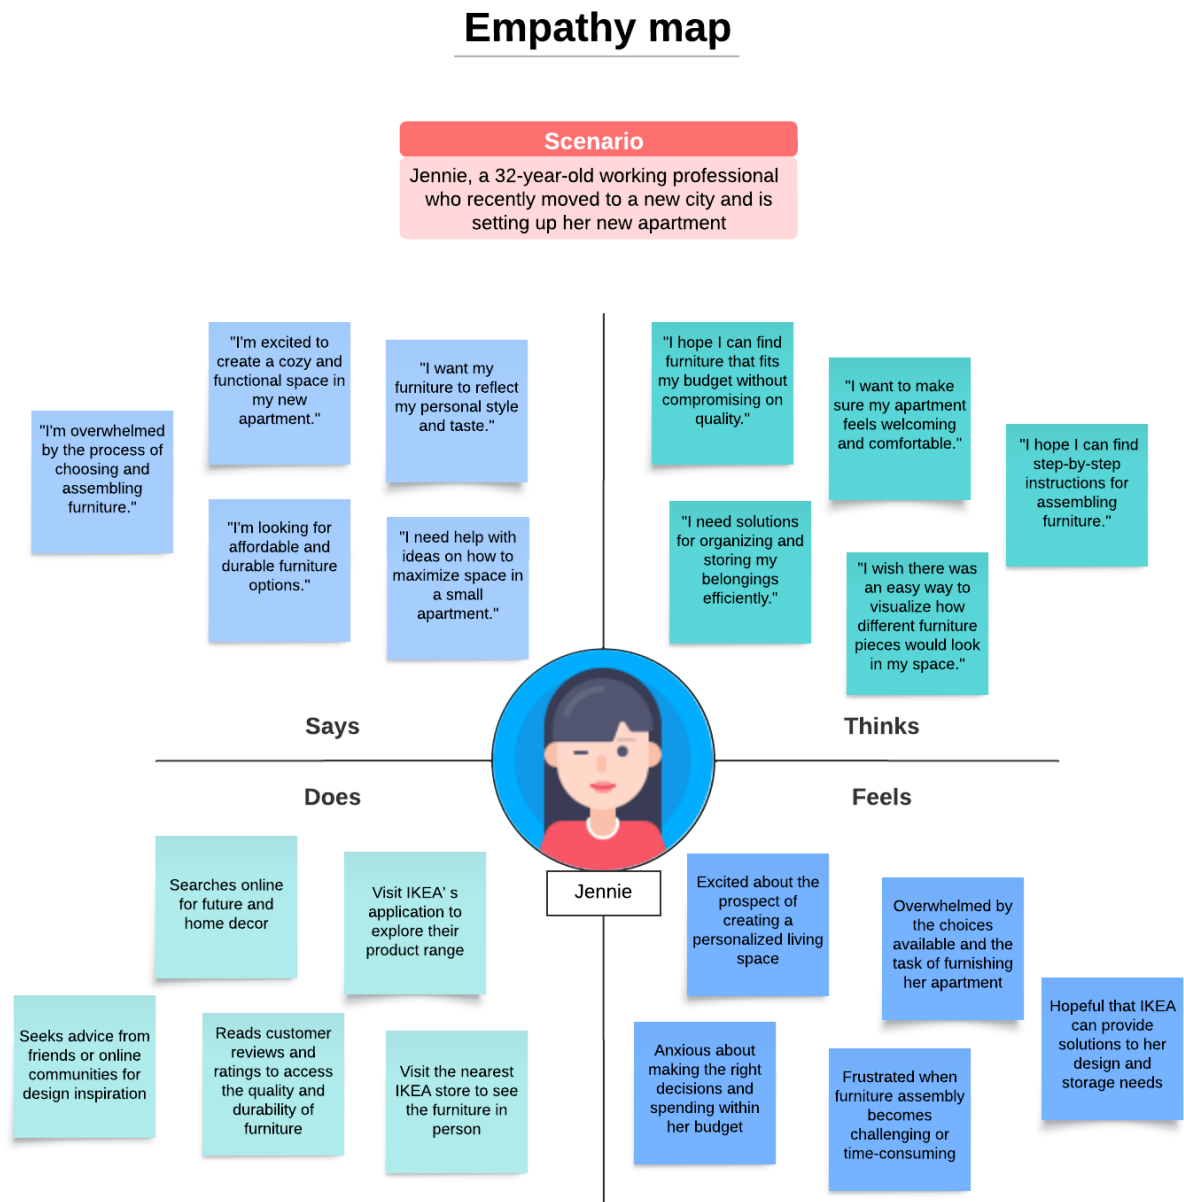 Empathy map
Scenario
Jennie, a 32-year-old working professional
who recently moved to a new city and is
setting up her new apartment
"I'm overwhelmed
by the process of
choosing and
assembling
furniture."
"I'm excited to
create a cozy and
functional space in
my new
apartment."
"I want my
furniture to reflect
my personal style
and taste."
"I'm looking for
affordable and
durable furniture
options."
"I need help with
ideas on how to
maximize space in
a small
apartment."
Says
"I hope I can find
furniture that fits
my budget without
compromising on
quality."
"I want to make
sure my apartment
feels welcoming
and comfortable."
"I hope I can find
step-by-step
instructions for
assembling
furniture."
"I need solutions
for organizing and
storing my
belongings
efficiently."
"I wish there was
an easy way to
visualize how
different furniture
pieces would look
in my space."
Thinks
Does
Searches online
for future and
home decor
Visit IKEA' s
application to
explore their
product range
Seeks advice from
friends or online
communities for
design inspiration
Reads customer
reviews and
ratings to access
the quality and
durability of
furniture
Visit the nearest
IKEA store to see
the furniture in
person
Jennie
Feels
Excited about the
prospect of
creating a
personalized living
space
Overwhelmed by
the choices
available and the
task of furnishing
her apartment
Hopeful that IKEA
can provide
solutions to her
design and
storage needs
Anxious about
making the right
decisions and
spending within
her budget
Frustrated when
furniture assembly
becomes
challenging or
time-consuming